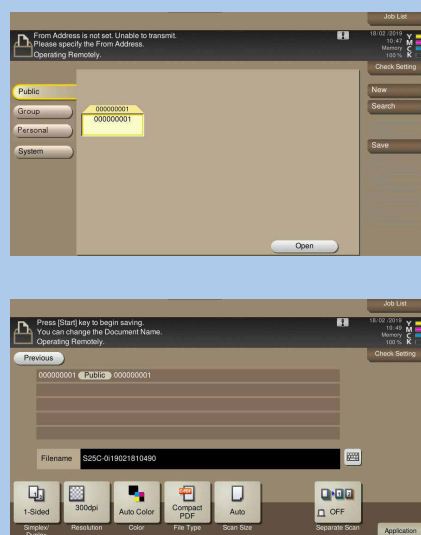 Job List
From Address is not set. Unable to transmit.
Please specify the From Address.
Operating Remotely.
18/02 /2019
10:47
Memory
100 %
Y
M
C
K
Check Setting
Public
Group
Personal
System
000000001
000000001
New
Search
Save
Open
Job List
Press [Start] key to begin saving.
You can change the Document Name.
Operating Remotely.
18/02 /2019
10:49
Memory
100 %
Y
M
C
K
Check Setting
Previous
000000001 Public 000000001
Filename S25C-0i19021810490
1-Sided
300dpi
Auto Color
Compact
PDF
Auto
OFF
Simplex/
Resolution
Color
File Type
Scan Size
Separate Scan
Application